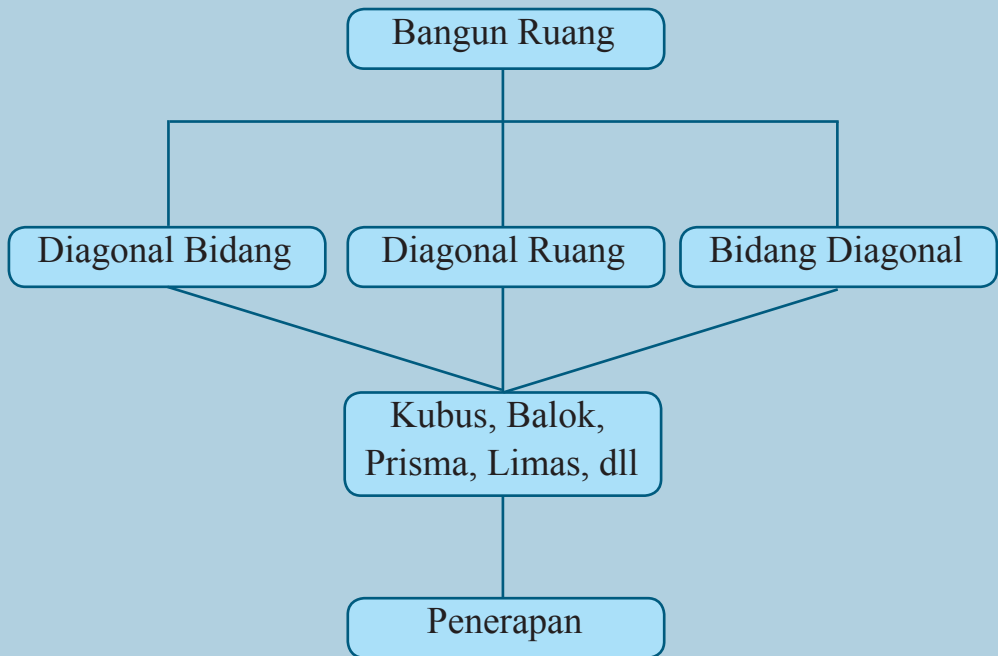 Bangun Ruang
Diagonal Bidang
Diagonal Ruang
Bidang Diagonal
Kubus, Balok,
Prisma, Limas, dll
Penerapan